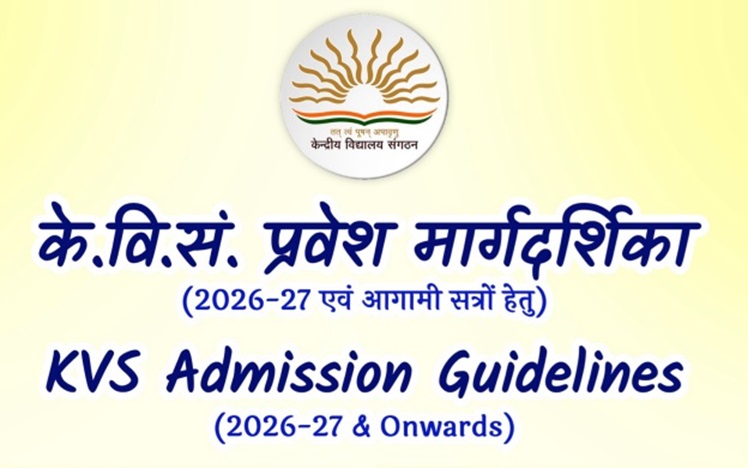 तत् त्वं पूषन् अपावृणु
केन्द्रीय विद्यालय संगठन
के.वि.सं. प्रवेश मार्गदर्शिका
(2026-27 एवं आगामी सत्रों हेतु)
KVS Admission Guidelines
(2026-27 & Onwards)